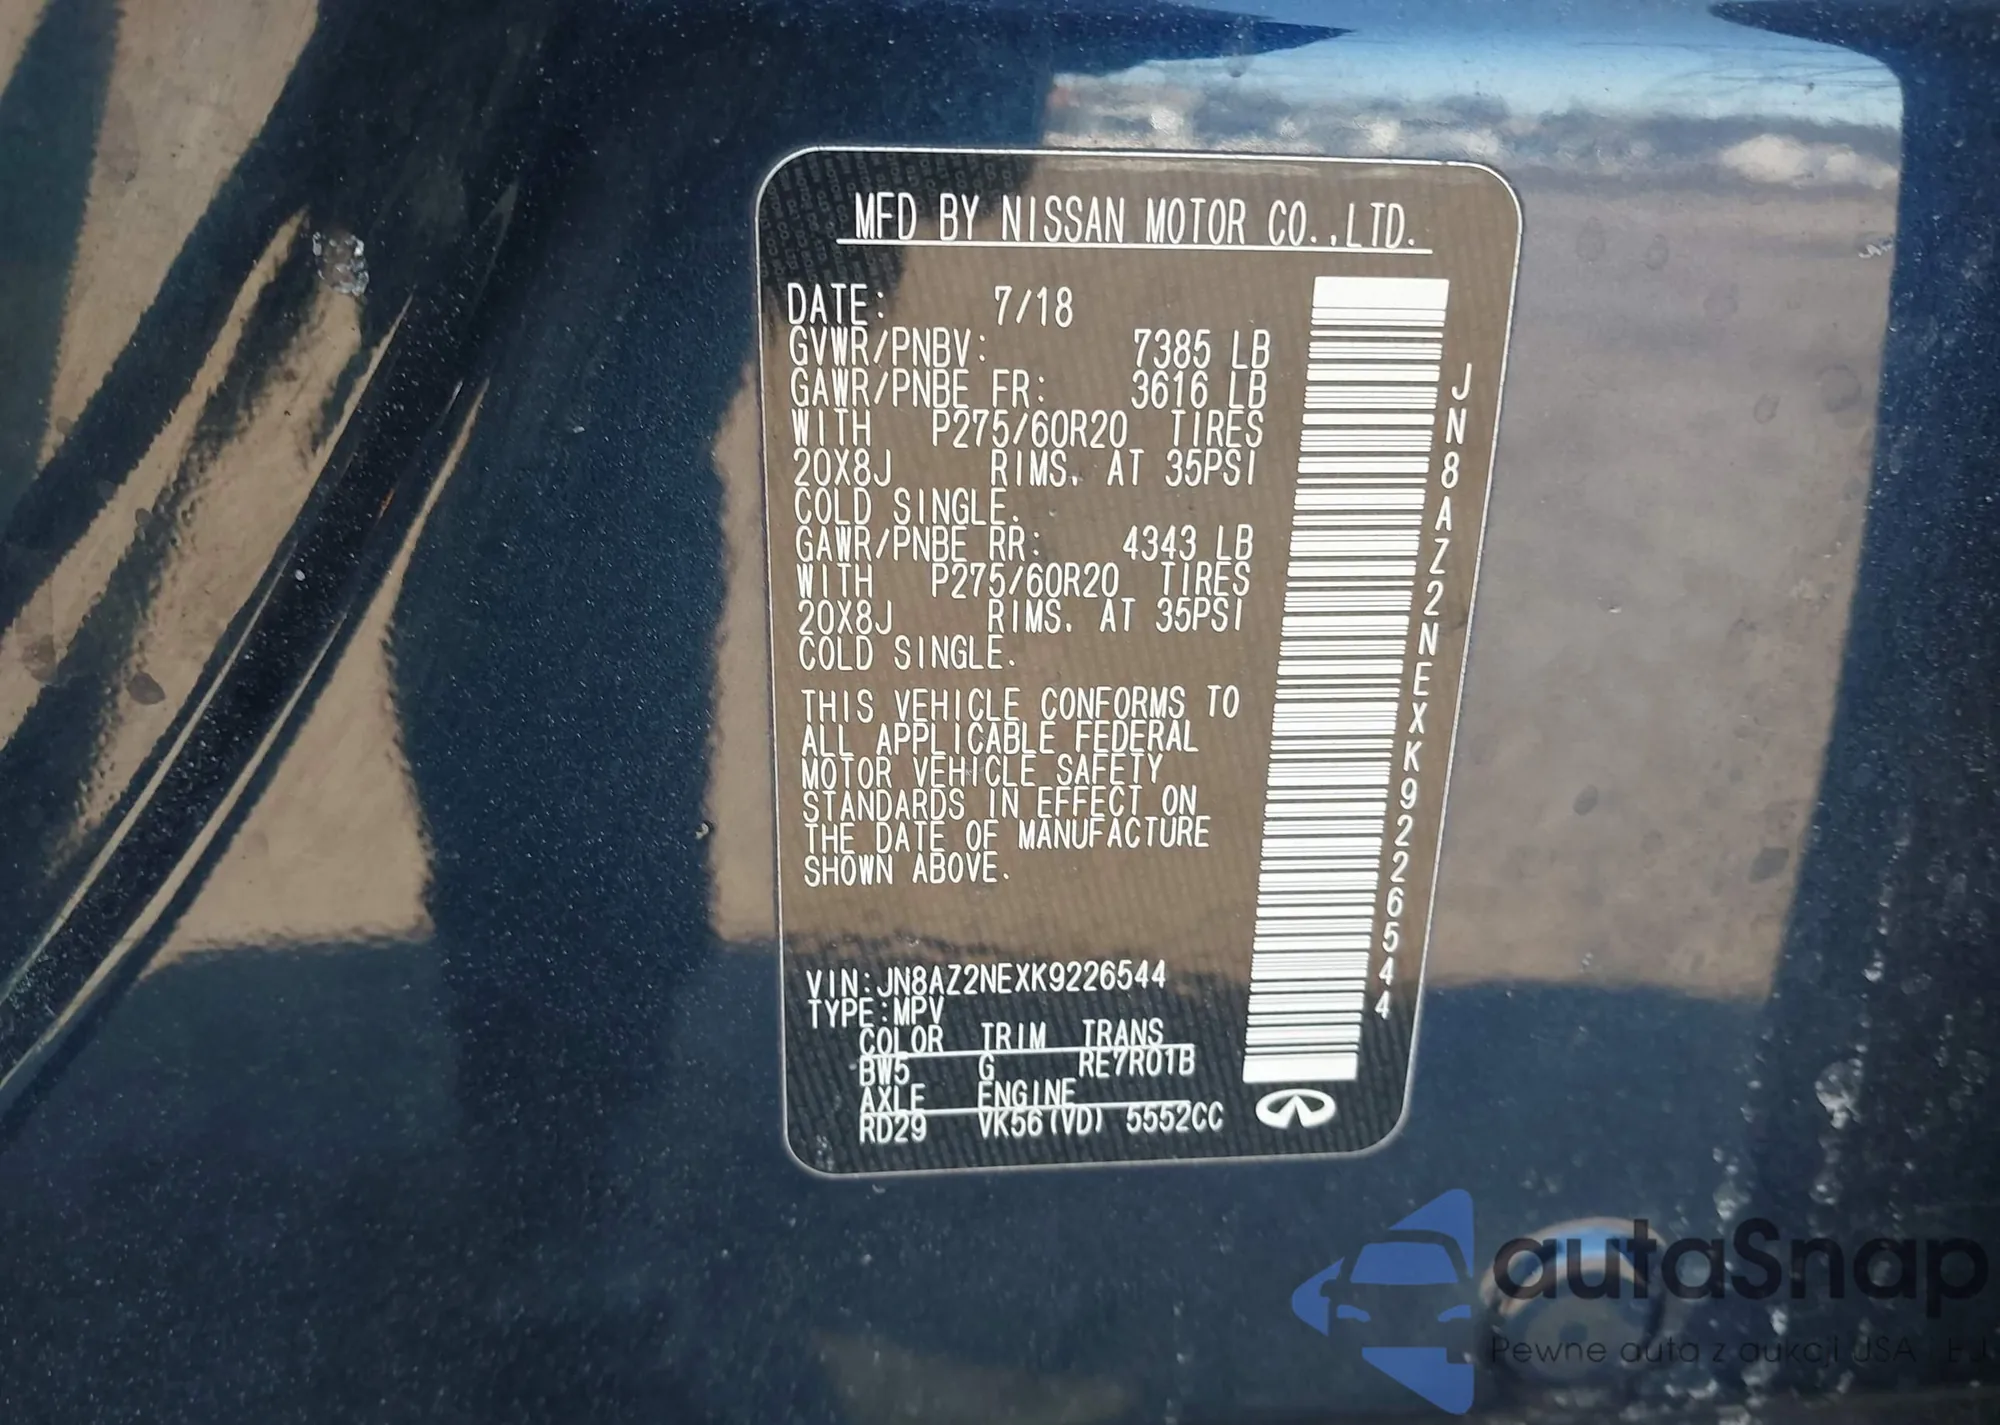 MFD BY NISSAN MOTOR CO.,LTD.
DATE: 7/18
GVWR/PNBV: 7385 LB
GAWR/PNBE FR: 3616 LB
WITH P275/60R20 TIRES
20X8J RIMS. AT 35PSI
COLD SINGLE.
GAWR/PNBE RR: 4343 LB
WITH P275/60R20 TIRES
20X8J RIMS. AT 35PSI
COLD SINGLE.
THIS VEHICLE CONFORMS TO
ALL APPLICABLE FEDERAL
MOTOR VEHICLE SAFETY
STANDARDS IN EFFECT ON
THE DATE OF MANUFACTURE
SHOWN ABOVE.
VIN:JN8AZ2NEXK9226544
TYPE:MPV
COLOR TRIM TRANS
BW5 G RE7R01B
AXLE ENGINE
RD29 VK56(VD) 5552CC
JN8AZ2NEXK9226544
autaSnap
Pewne auta z aukcji USA